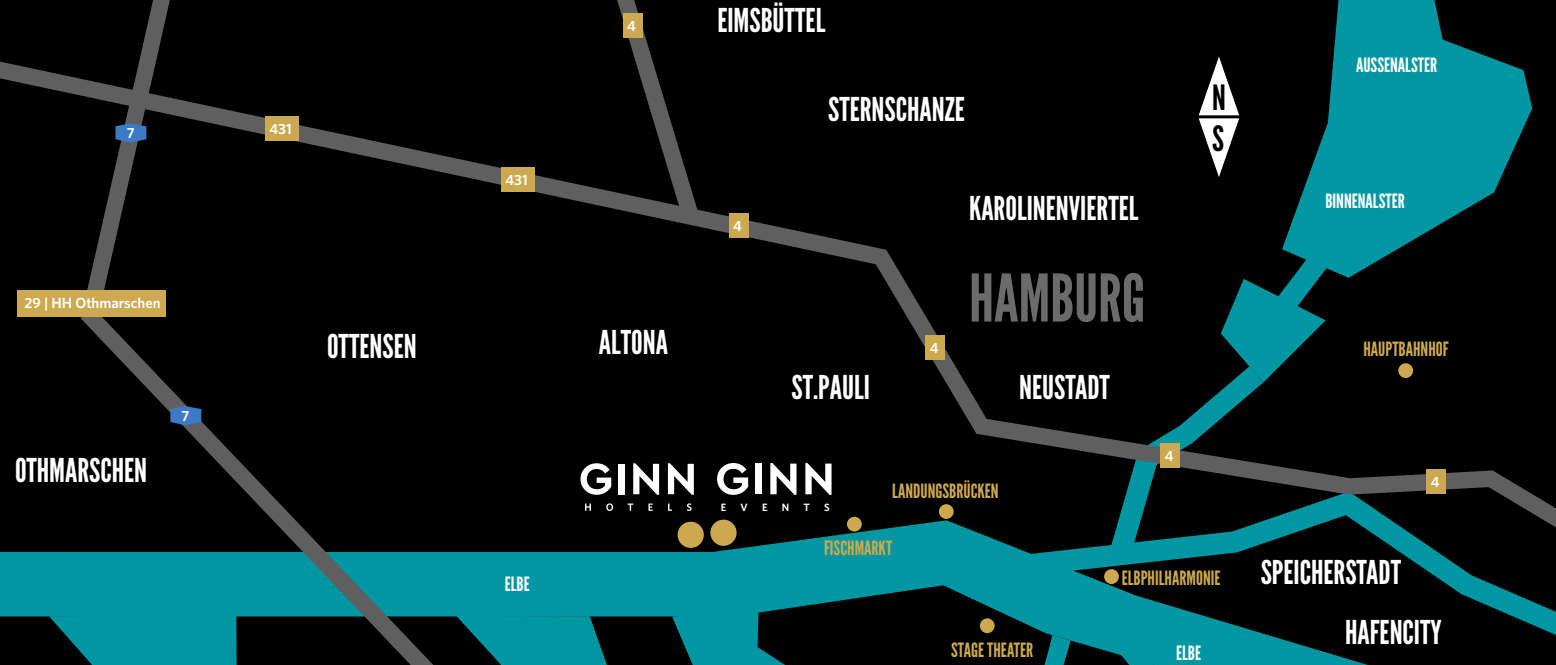 EIMSBÜTTEL
4
AUSSENALSTER
N
S
STERNSCHANZE
7
431
431
BINNENALSTER
KAROLINENVIERTEL
4
HAMBURG
29 | HH Othmarschen
OTTENSEN
ALTONA
4
HAUPTBAHNHOF
ST.PAULI
NEUSTADT
7
OTHMARSCHEN
4
4
GINN GINN
HOTELS EVENTS
LANDUNGSBRÜCKEN
FISCHMARKT
ELBE
ELBPHILHARMONIE
SPEICHERSTADT
HAFENCITY
STAGE THEATER
ELBE